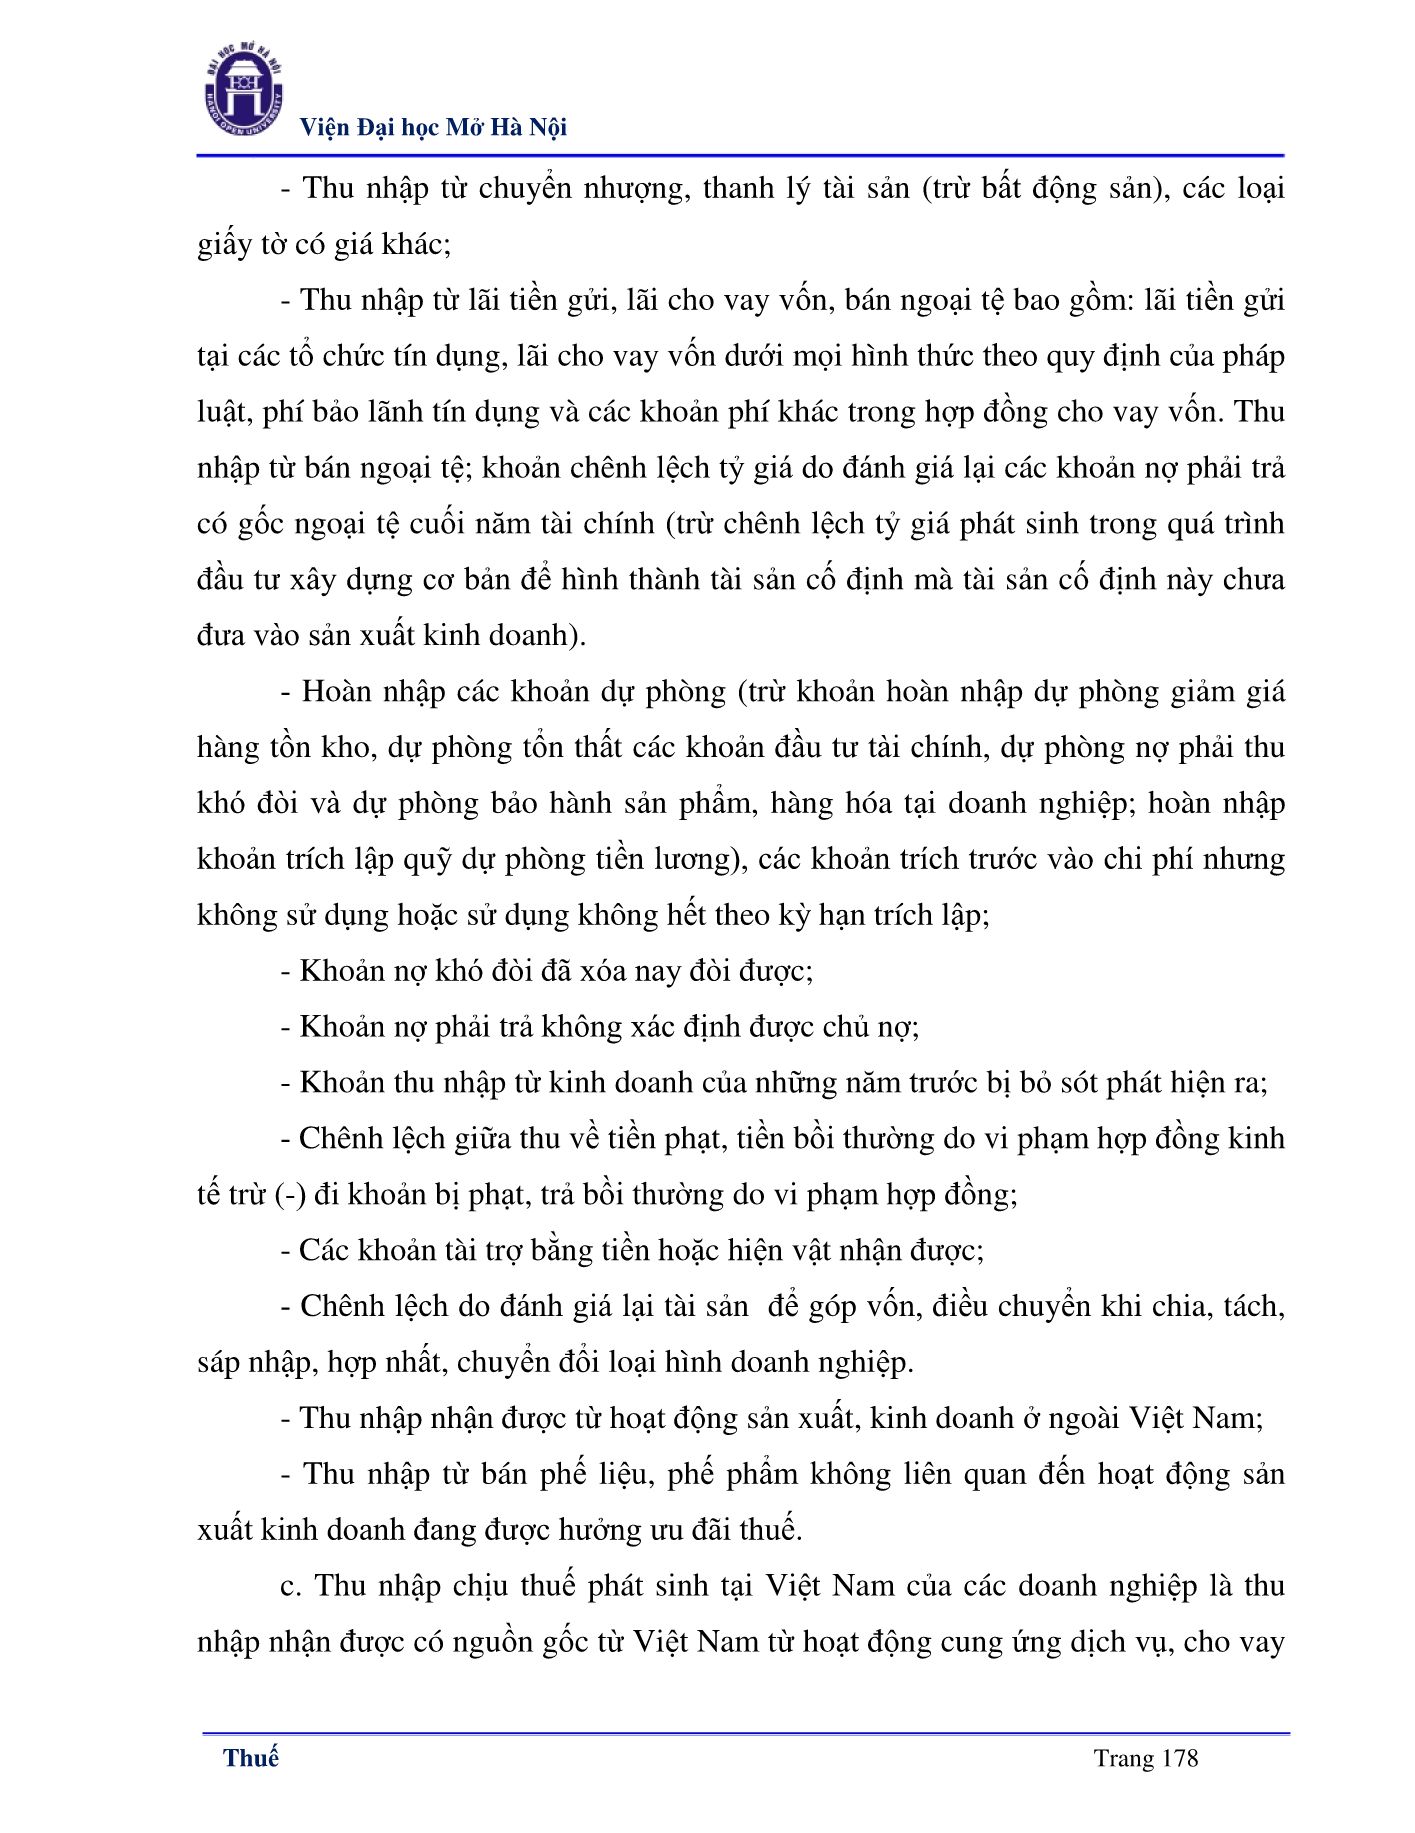 ĐẠI HỌC MỞ HÀ NỘI
HANOI OPEN UNIVERSITY
Viện Đại học Mở Hà Nội
- Thu nhập từ chuyển nhượng, thanh lý tài sản (trừ bất động sản), các loại
giấy tờ có giá khác;
- Thu nhập từ lãi tiền gửi, lãi cho vay vốn, bán ngoại tệ bao gồm: lãi tiền gửi
tại các tổ chức tín dụng, lãi cho vay vốn dưới mọi hình thức theo quy định của pháp
luật, phí bảo lãnh tín dụng và các khoản phí khác trong hợp đồng cho vay vốn. Thu
nhập từ bán ngoại tệ; khoản chênh lệch tỷ giá do đánh giá lại các khoản nợ phải trả
có gốc ngoại tệ cuối năm tài chính (trừ chênh lệch tỷ giá phát sinh trong quá trình
đầu tư xây dựng cơ bản để hình thành tài sản cố định mà tài sản cố định này chưa
đưa vào sản xuất kinh doanh).
- Hoàn nhập các khoản dự phòng (trừ khoản hoàn nhập dự phòng giảm giá
hàng tồn kho, dự phòng tổn thất các khoản đầu tư tài chính, dự phòng nợ phải thu
khó đòi và dự phòng bảo hành sản phẩm, hàng hóa tại doanh nghiệp; hoàn nhập
khoản trích lập quỹ dự phòng tiền lương), các khoản trích trước vào chi phí nhưng
không sử dụng hoặc sử dụng không hết theo kỳ hạn trích lập;
- Khoản nợ khó đòi đã xóa nay đòi được;
- Khoản nợ phải trả không xác định được chủ nợ;
- Khoản thu nhập từ kinh doanh của những năm trước bị bỏ sót phát hiện ra;
- Chênh lệch giữa thu về tiền phạt, tiền bồi thường do vi phạm hợp đồng kinh
tế trừ (-) đi khoản bị phạt, trả bồi thường do vi phạm hợp đồng;
- Các khoản tài trợ bằng tiền hoặc hiện vật nhận được;
- Chênh lệch do đánh giá lại tài sản  để góp vốn, điều chuyển khi chia, tách,
sáp nhập, hợp nhất, chuyển đổi loại hình doanh nghiệp.
- Thu nhập nhận được từ hoạt động sản xuất, kinh doanh ở ngoài Việt Nam;
- Thu nhập từ bán phế liệu, phế phẩm không liên quan đến hoạt động sản
xuất kinh doanh đang được hưởng ưu đãi thuế.
c. Thu nhập chịu thuế phát sinh tại Việt Nam của các doanh nghiệp là thu
nhập nhận được có nguồn gốc từ Việt Nam từ hoạt động cung ứng dịch vụ, cho vay
Thuế
Trang 178